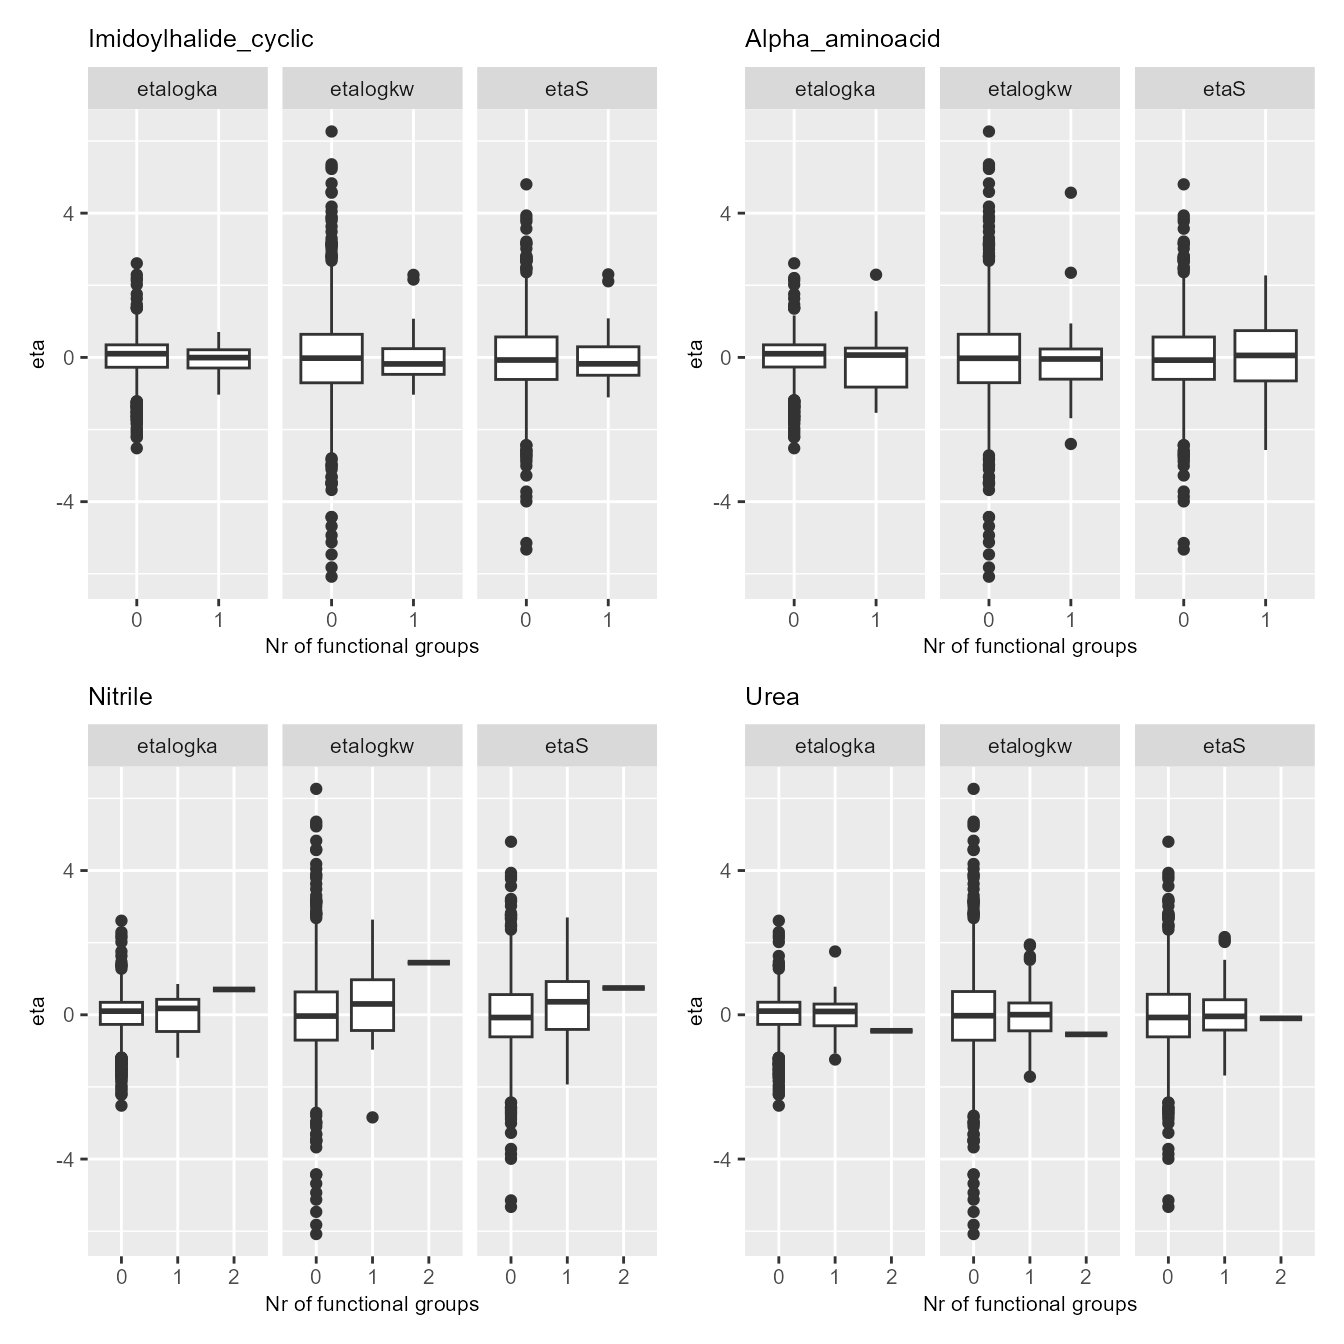 Imidoylhalide_cyclic
etalogka etalogkw etaS
eta
4
0
-4
0 1 0 1 0 1
Nr of functional groups
Alpha_aminoacid
etalogka etalogkw etaS
eta
4
0
-4
0 1 0 1 0 1
Nr of functional groups
Nitrile
etalogka etalogkw etaS
eta
4
0
-4
0 1 2 0 1 2 0 1 2
Nr of functional groups
Urea
etalogka etalogkw etaS
eta
4
0
-4
0 1 2 0 1 2 0 1 2
Nr of functional groups